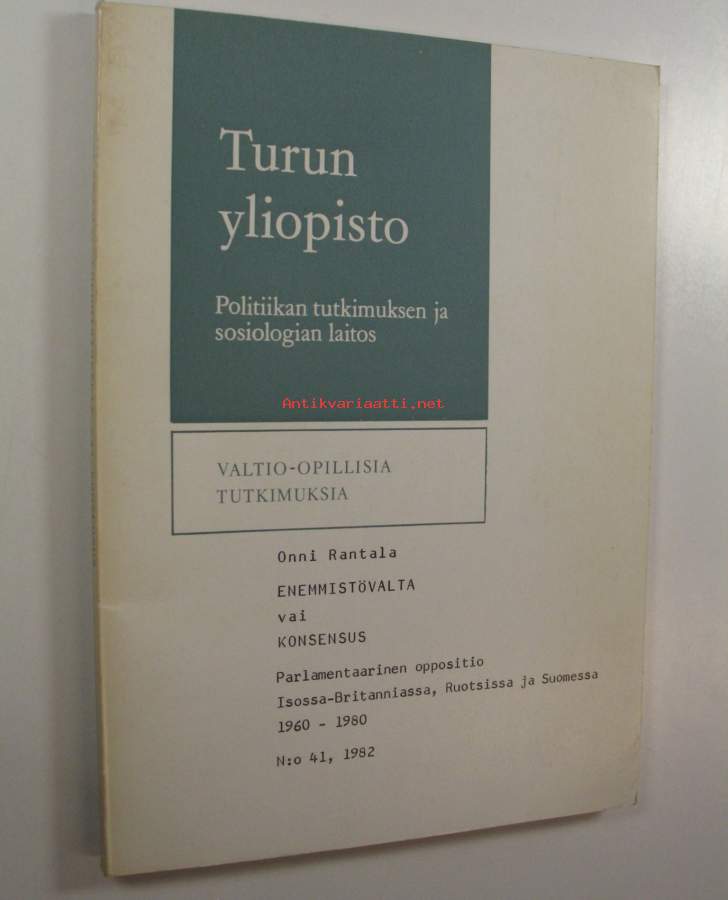 Turun
yliopisto
Politiikan tutkimuksen ja
sosiologian laitos
Antikvariaatti.net
VALTIO-OPILLISIA
TUTKIMUKSIA
Onni Rantala
ENEMMISTÖVALTA
vai
KONSENSUS
Parlamentaarinen oppositio
Isossa-Britanniassa, Ruotsissa ja Suomessa
1960 - 1980
N:o 41, 1982